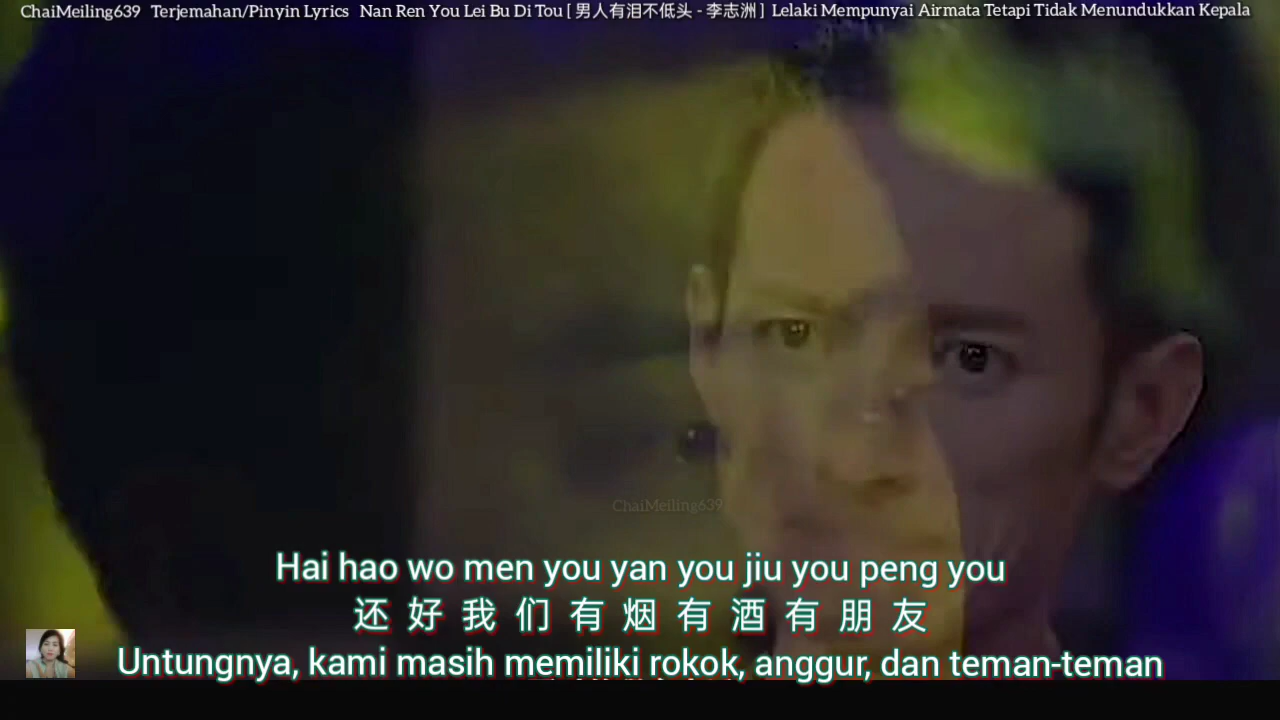 ChaiMeiling639 Terjemahan/Pinyin Lyrics Nan Ren You Lei Bu Di Tou [ 男人有泪不低头 - 李志洲 ] Lelaki Mempunyai Airmata Tetapi Tidak Menundukkan Kepala
ChaiMeiling639
Hai hao wo men you yan you jiu you peng you
还 好 我 们 有 烟 有 酒 有 朋 友
Untungnya, kami masih memiliki rokok, anggur, dan teman-teman